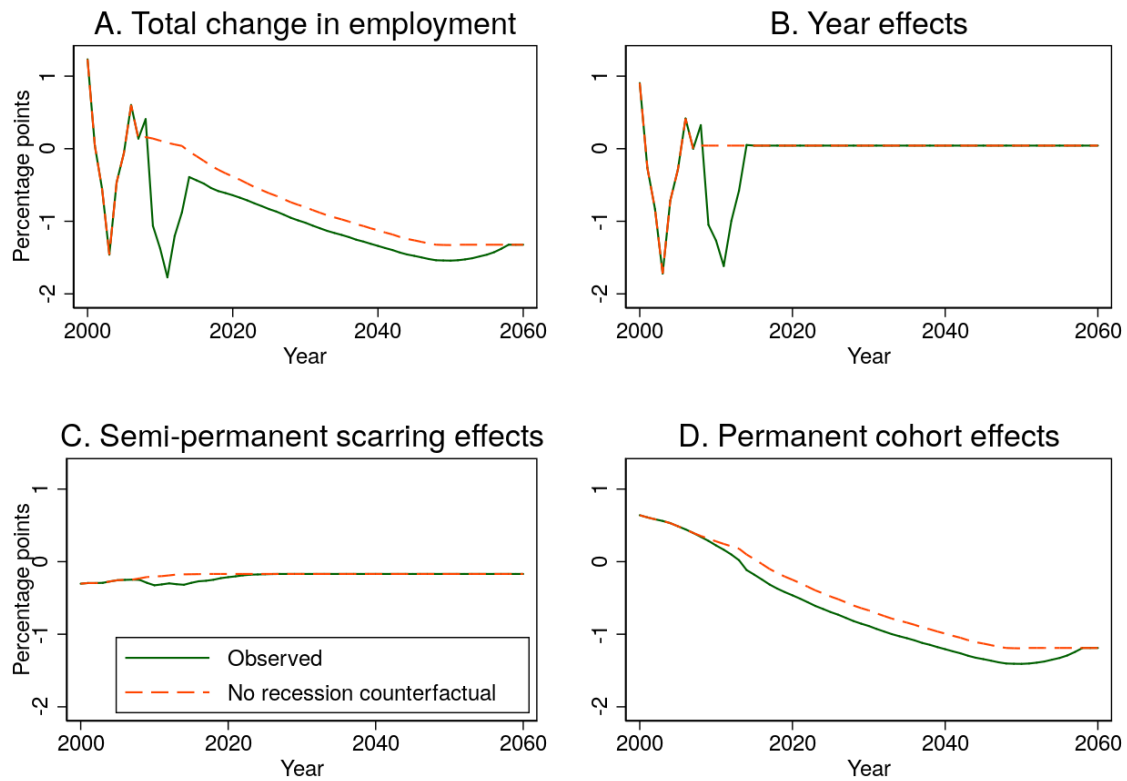 A. Total change in employment
Percentage points
1
0
-1
-2
2000 2020 2040 2060
Year
B. Year effects
1
0
-1
-2
2000 2020 2040 2060
Year
C. Semi-permanent scarring effects
Percentage points
1
0
-1
-2
Observed
No recession counterfactual
2000 2020 2040 2060
Year
D. Permanent cohort effects
1
0
-1
-2
2000 2020 2040 2060
Year